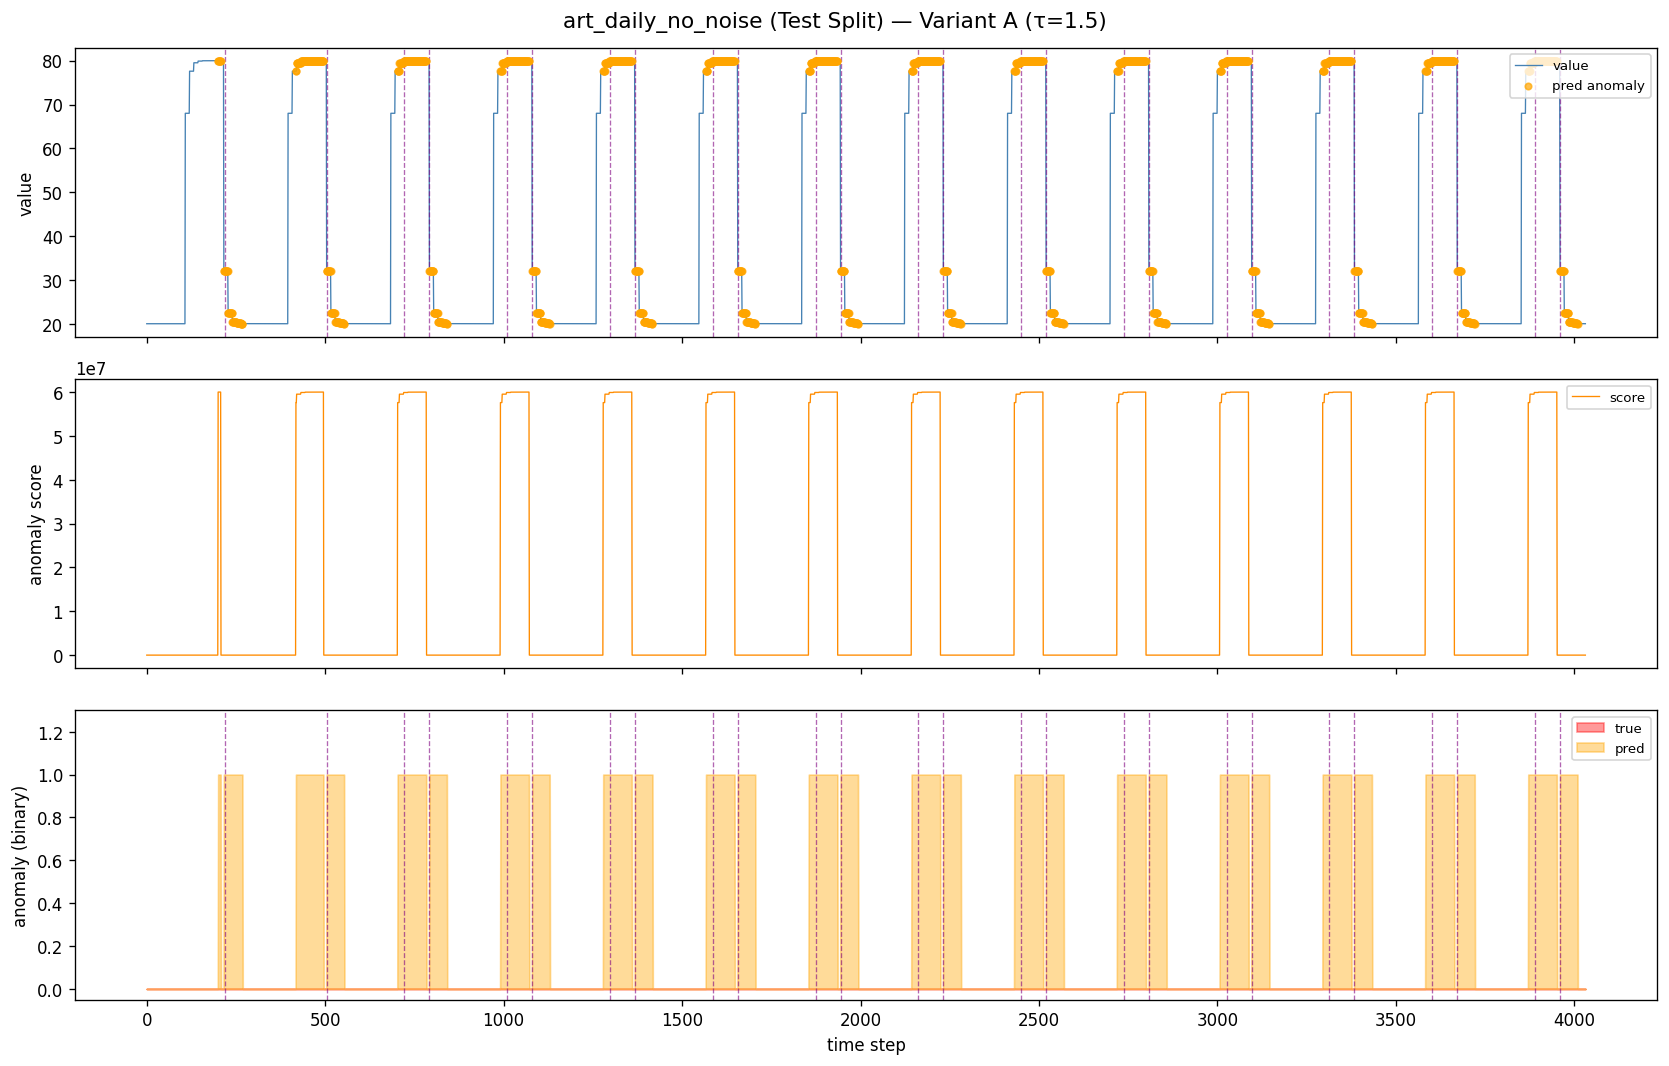 art_daily_no_noise (Test Split) — Variant A (τ=1.5)
value
80
70
60
50
40
30
20
value
pred anomaly
1e7
anomaly score
6
5
4
3
2
1
0
score
anomaly (binary)
1.2
1.0
0.8
0.6
0.4
0.2
0.0
true
pred
0
500
1000
1500
2000
2500
3000
3500
4000
time step